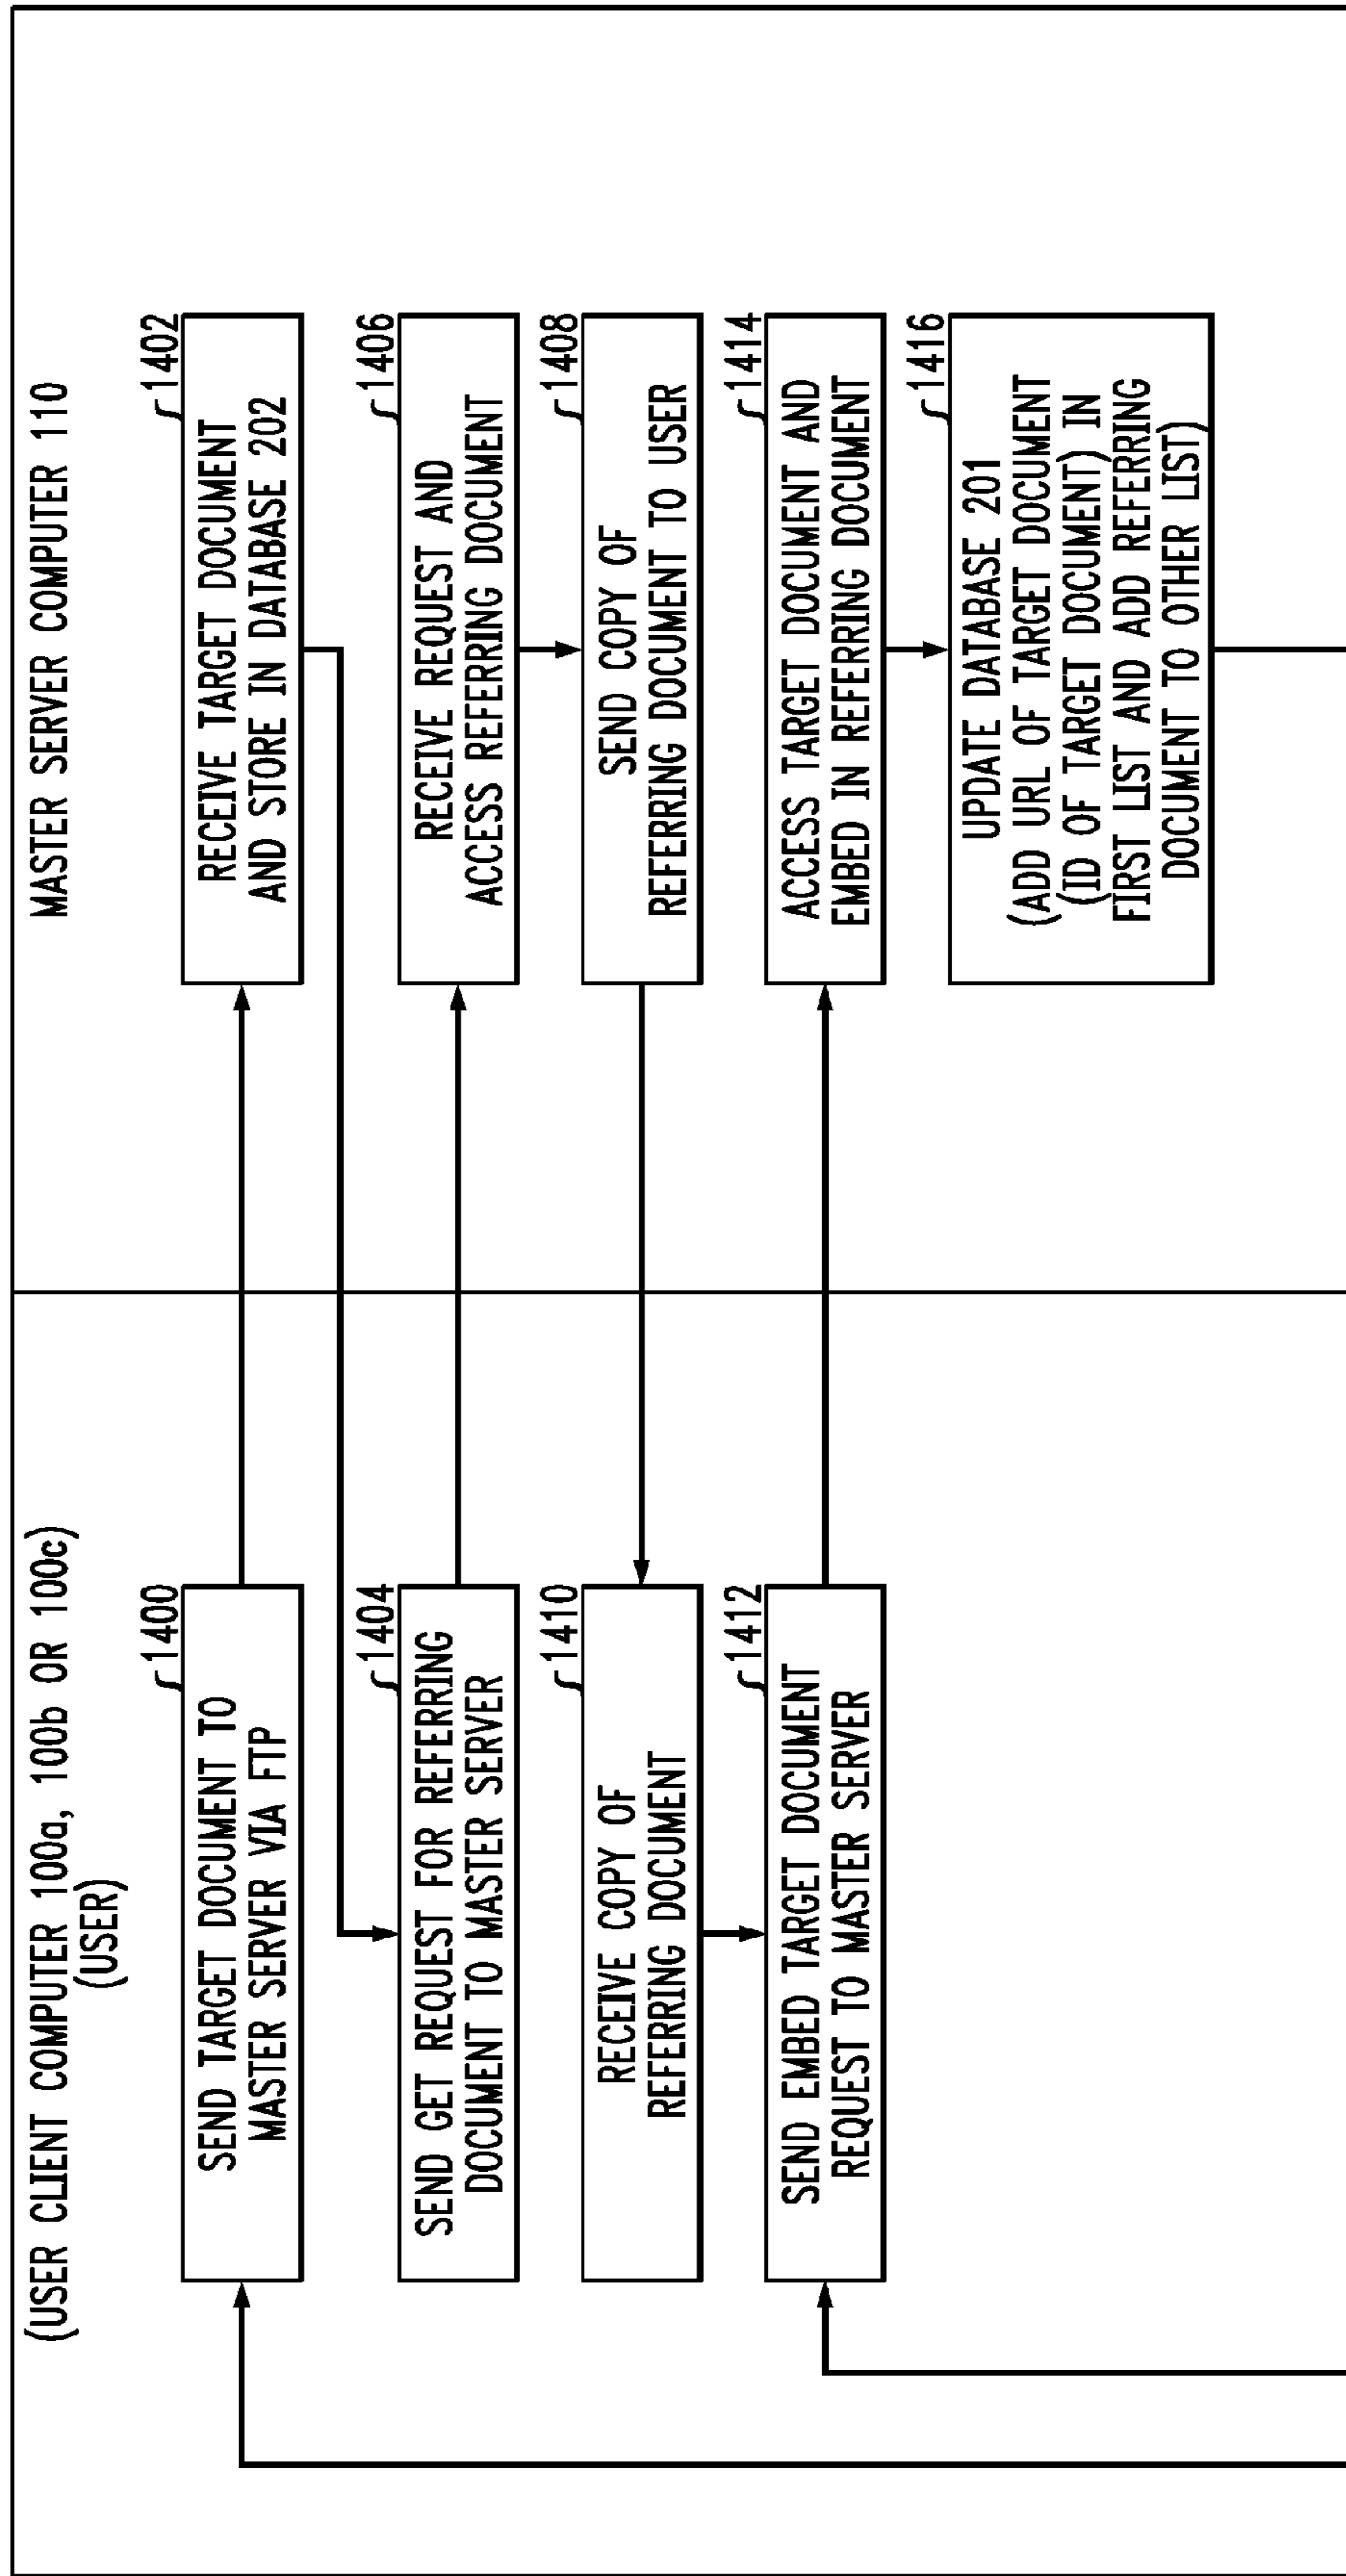 (USER CLIENT COMPUTER 100a, 100b OR 100c)
(USER)
MASTER SERVER COMPUTER 110
1400
SEND TARGET DOCUMENT TO
MASTER SERVER VIA FTP
1402
RECEIVE TARGET DOCUMENT
AND STORE IN DATABASE 202
1404
SEND GET REQUEST FOR REFERRING
DOCUMENT TO MASTER SERVER
1406
RECEIVE REQUEST AND
ACCESS REFERRING DOCUMENT
1408
SEND COPY OF
REFERRING DOCUMENT TO USER
1410
RECEIVE COPY OF
REFERRING DOCUMENT
1412
SEND EMBED TARGET DOCUMENT
REQUEST TO MASTER SERVER
1414
ACCESS TARGET DOCUMENT AND
EMBED IN REFERRING DOCUMENT
1416
UPDATE DATABASE 201
(ADD URL OF TARGET DOCUMENT
(ID OF TARGET DOCUMENT) IN
FIRST LIST AND ADD REFERRING
DOCUMENT TO OTHER LIST)